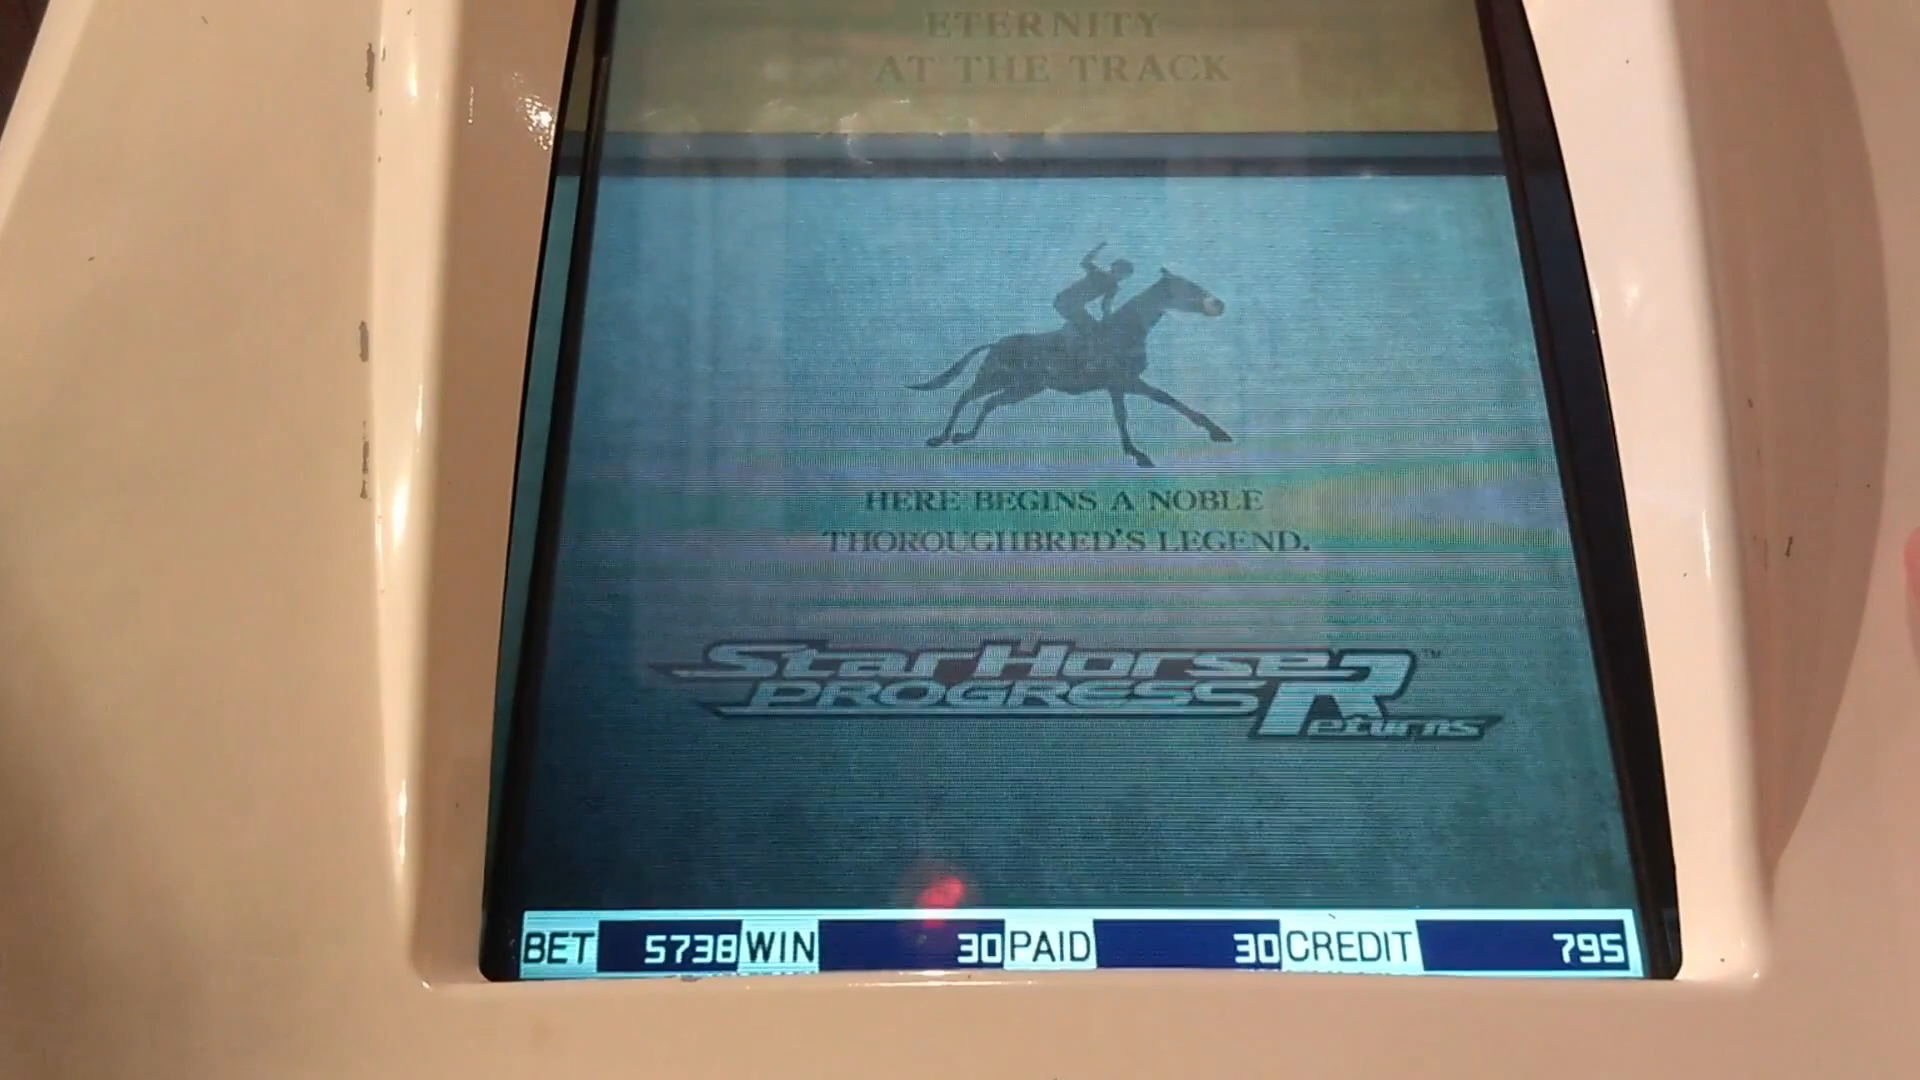 ETERNITY
AT THE TRACK
HERE BEGINS A NOBLE
THOROUGHBRED'S LEGEND.
StarHorse
PROGRESS Returns™
BET 5738 WIN 30 PAID 30 CREDIT 795